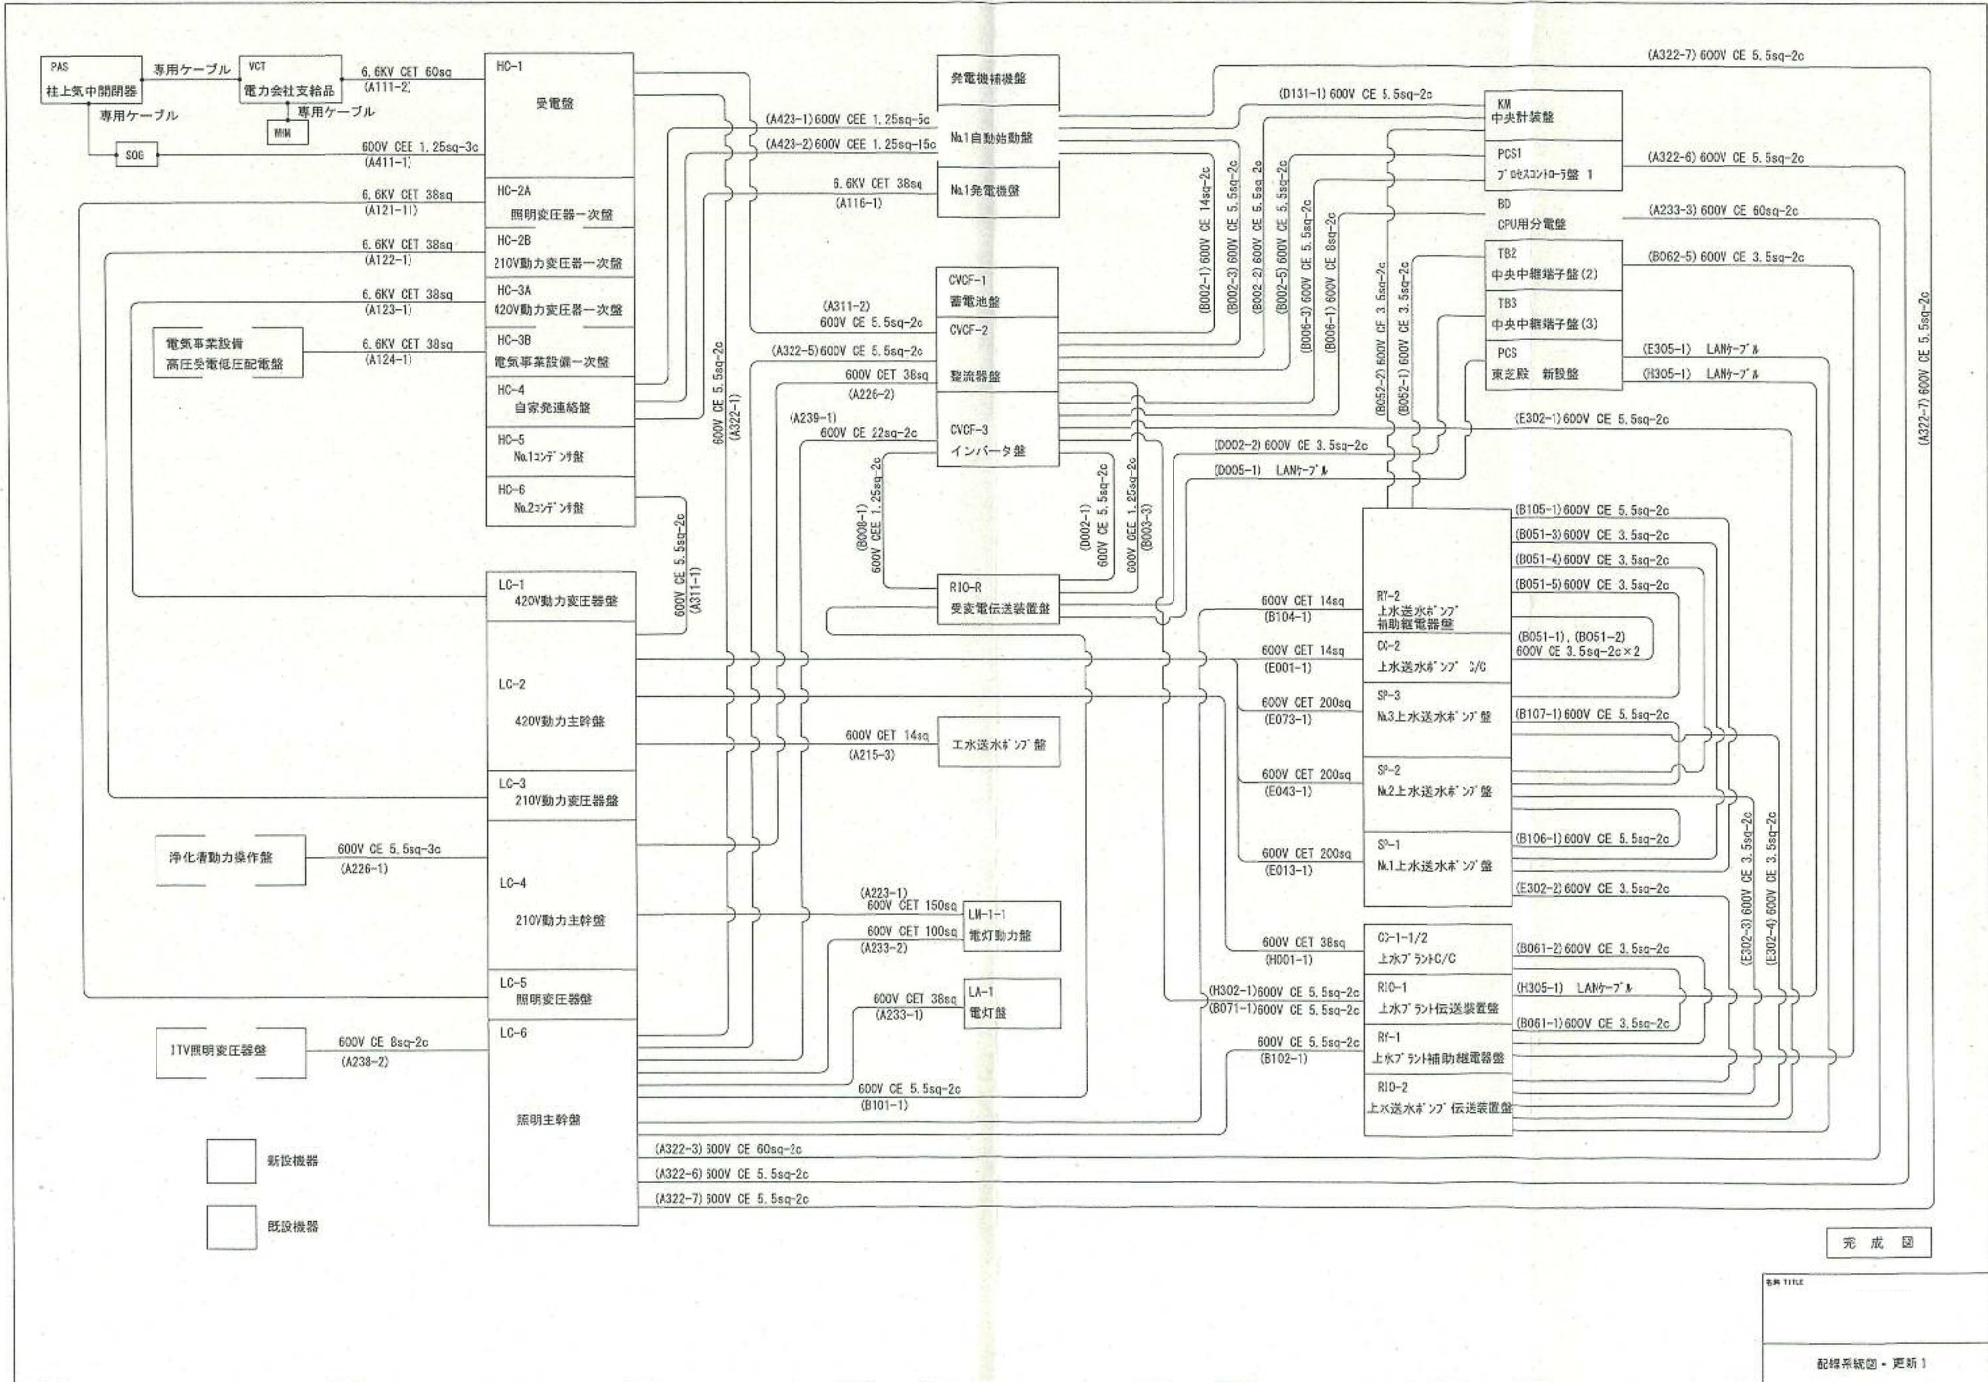 PAS
柱上気中開閉器
専用ケーブル
VCT
電力会社支給品
6.6KV CET 60sq
(A111-2)
専用ケーブル
専用ケーブル
SOG
600V CEE 1.25sq-3c
(A411-1)
HC-1
受電盤
6.6KV CET 38sq
(A121-1)
HC-2A
照明変圧器一次盤
6.6KV CET 38sq
(A122-1)
HC-2B
210V動力変圧器一次盤
6.6KV CET 38sq
(A123-1)
HC-3A
420V動力変圧器一次盤
電気事業設備
高圧受電低圧配電盤
6.6KV CET 38sq
(A124-1)
HC-3B
電気事業設備一次盤
HC-4
自家発連絡盤
HC-5
No.1コンデンサ盤
HC-6
No.2コンデンサ盤
600V CE 5.5sq-2c
(A311-1)
600V CE 5.5sq-2c
(A322-1)
LC-1
420V動力変圧器盤
LC-2
420V動力主幹盤
LC-3
210V動力変圧器盤
浄化槽動力操作盤
600V CE 5.5sq-3c
(A226-1)
LC-4
210V動力主幹盤
LC-5
照明変圧器盤
ITV照明変圧器盤
600V CE 8sq-2c
(A238-2)
LC-6
照明主幹盤
新設機器
既設機器
発電機補機盤
(A423-1)600V CEE 1.25sq-5c
No.1自動始動盤
(A423-2)600V CEE 1.25sq-15c
6.6KV CET 38sq
(A116-1)
No.1発電機盤
CVCF-1
蓄電池盤
(A311-2)
600V CE 5.5sq-2c
CVCF-2
(A322-5)600V CE 5.5sq-2c
整流器盤
600V CET 38sq
(A226-2)
(A239-1)
600V CE 22sq-2c
CVCF-3
インバータ盤
(B008-1)
600V CEE 1.25sq-2c
(D002-1)
600V CE 5.5sq-2c
600V CEE 1.25sq-2c
(B003-3)
RIO-R
受変電伝送装置盤
600V CET 14sq
(A215-3)
工水送水ポンプ盤
(A223-1)
600V CET 150sq
LM-1-1
電灯動力盤
600V CET 100sq
(A233-2)
600V CET 38sq
(A233-1)
LA-1
電灯盤
600V CE 5.5sq-2c
(B101-1)
(A322-3)600V CE 60sq-2c
(A322-6)600V CE 5.5sq-2c
(A322-7)600V CE 5.5sq-2c
(B002-1)600V CE 14sq-2c
(B002-3)600V CE 5.5sq-2c
(B002-2)600V CE 5.5sq-2c
(B002-5)600V CE 5.5sq-2c
(B006-3)600V CE 5.5sq-2c
(B006-1)600V CE 8sq-2c
(B052-2)600V CE 3.5sq-2c
(B052-1)600V CE 3.5sq-2c
(A322-7)600V CE 5.5sq-2c
(D131-1)600V CE 5.5sq-2c
KM
中央計装盤
PCS1
プロセスコントローラ盤 1
(A322-6)600V CE 5.5sq-2c
BD
CPU用分電盤
(A233-3)600V CE 60sq-2c
TB2
中央中継端子盤(2)
(B062-5)600V CE 3.5sq-2c
TB3
中央中継端子盤(3)
PCS
東芝殿 新設盤
(E305-1) LANケーブル
(H305-1) LANケーブル
(A322-7)600V CE 5.5sq-2c
(E302-1)600V CE 5.5sq-2c
(D002-2)600V CE 3.5sq-2c
(D005-1) LANケーブル
(B105-1)600V CE 5.5sq-2c
(B051-3)600V CE 3.5sq-2c
(B051-4)600V CE 3.5sq-2c
(B051-5)600V CE 3.5sq-2c
600V CET 14sq
(B104-1)
RY-2
上水送水ポンプ
補助継電器盤
(B051-1),(B051-2)
600V CE 3.5sq-2c×2
600V CET 14sq
(E001-1)
CC-2
上水送水ポンプ C/C
600V CET 200sq
(E073-1)
SP-3
No.3上水送水ポンプ盤
(B107-1)600V CE 5.5sq-2c
600V CET 200sq
(E043-1)
SP-2
No.2上水送水ポンプ盤
600V CET 200sq
(E013-1)
SP-1
No.1上水送水ポンプ盤
(B106-1)600V CE 5.5sq-2c
(E302-2)600V CE 3.5sq-2c
(E302-3)600V CE 3.5sq-2c
(E302-4)600V CE 3.5sq-2c
600V CET 38sq
(H001-1)
CC-1-1/2
上水プラントC/C
(B061-2)600V CE 3.5sq-2c
(H302-1)600V CE 5.5sq-2c
(B071-1)600V CE 5.5sq-2c
RIO-1
上水プラント伝送装置盤
(H305-1) LANケーブル
(B061-1)600V CE 3.5sq-2c
600V CE 5.5sq-2c
(B102-1)
RY-1
上水プラント補助継電器盤
RIO-2
上水送水ポンプ伝送装置盤
完成図
名称 TITLE
配線系統図・更新1